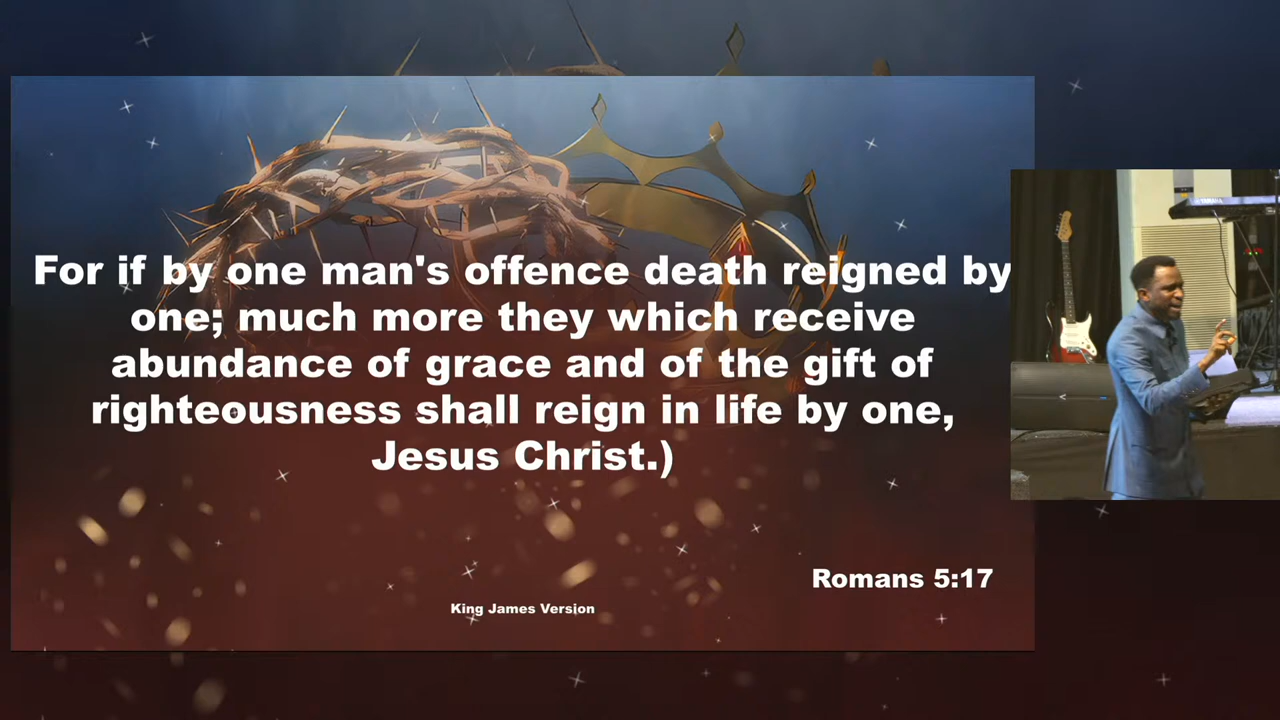 For if by one man's offence death reigned by
one; much more they which receive
abundance of grace and of the gift of
righteousness shall reign in life by one,
Jesus Christ.)
Romans 5:17
King James Version
YAMAHA